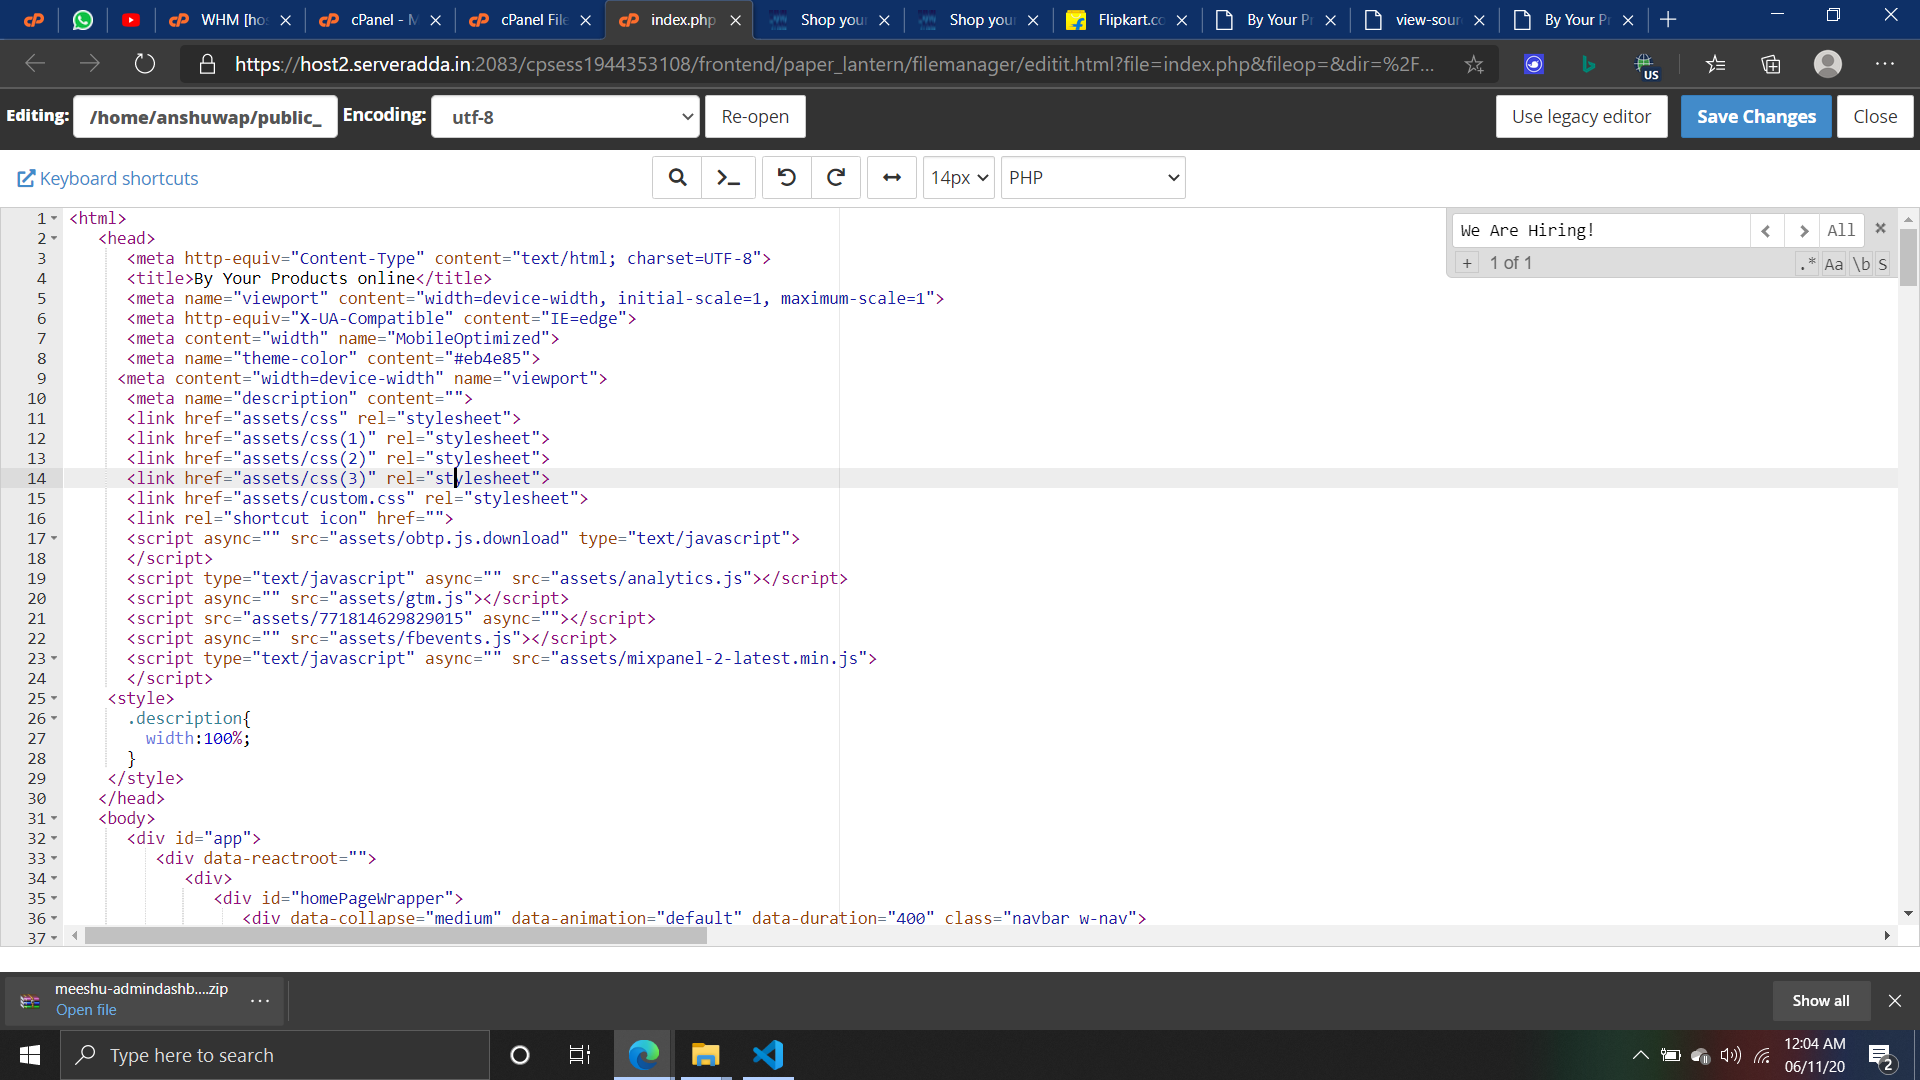 WHM [ho:
cPanel - M
cPanel File
index.php
Shop your
Shop your
Flipkart.co
By Your Pr
view-sour
By Your Pr
https://host2.serveradda.in:2083/cpsess1944353108/frontend/paper_lantern/filemanager/editit.html?file=index.php&fileop=&dir=%2F...
US
Editing: /home/anshuwap/public_ Encoding: utf-8 Re-open Use legacy editor Save Changes Close
Keyboard shortcuts 14px PHP
We Are Hiring! All
+ 1 of 1 .* Aa \b S
1 <html>
2 <head>
3 <meta http-equiv="Content-Type" content="text/html; charset=UTF-8">
4 <title>By Your Products online</title>
5 <meta name="viewport" content="width=device-width, initial-scale=1, maximum-scale=1">
6 <meta http-equiv="X-UA-Compatible" content="IE=edge">
7 <meta content="width" name="MobileOptimized">
8 <meta name="theme-color" content="#eb4e85">
9 <meta content="width=device-width" name="viewport">
10 <meta name="description" content="">
11 <link href="assets/css" rel="stylesheet">
12 <link href="assets/css(1)" rel="stylesheet">
13 <link href="assets/css(2)" rel="stylesheet">
14 <link href="assets/css(3)" rel="stylesheet">
15 <link href="assets/custom.css" rel="stylesheet">
16 <link rel="shortcut icon" href="">
17 <script async="" src="assets/obtp.js.download" type="text/javascript">
18 </script>
19 <script type="text/javascript" async="" src="assets/analytics.js"></script>
20 <script async="" src="assets/gtm.js"></script>
21 <script src="assets/771814629829015" async=""></script>
22 <script async="" src="assets/fbevents.js"></script>
23 <script type="text/javascript" async="" src="assets/mixpanel-2-latest.min.js">
24 </script>
25 <style>
26 .description{
27 width:100%;
28 }
29 </style>
30 </head>
31 <body>
32 <div id="app">
33 <div data-reactroot="">
34 <div>
35 <div id="homePageWrapper">
36 <div data-collapse="medium" data-animation="default" data-duration="400" class="navbar w-nav">
37
meeshu-admindashb....zip
Open file
Show all
Type here to search
12:04 AM
06/11/20
2